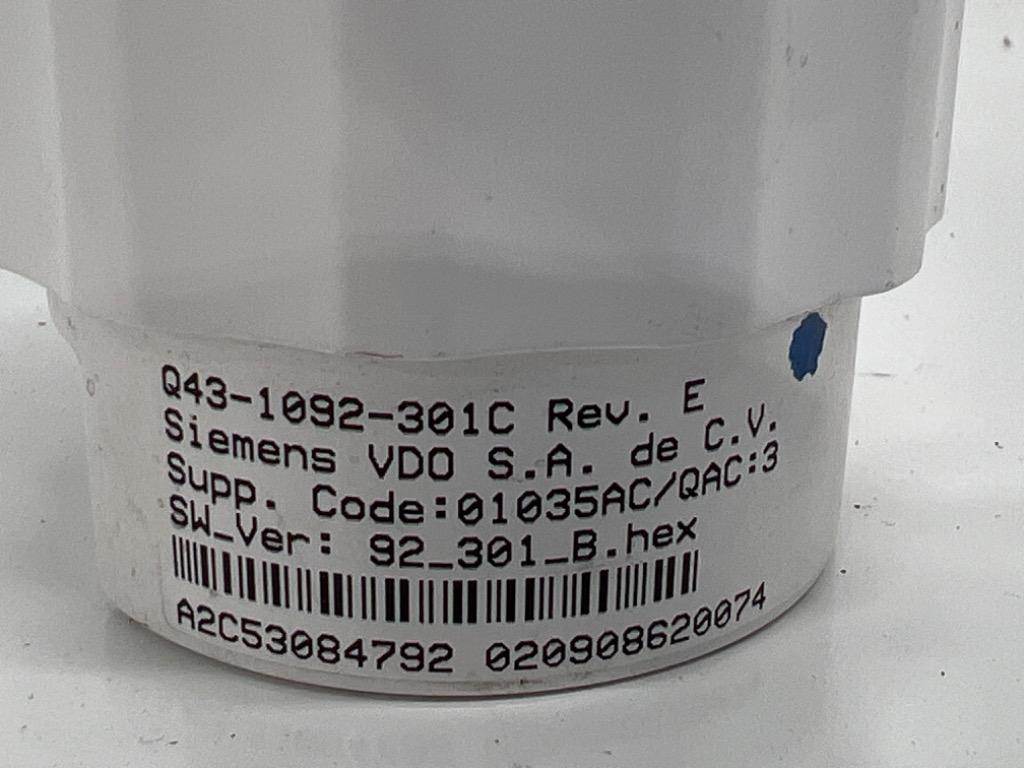 Q43-1092-301C Rev. E
Siemens VDO S.A. de C.V.
Supp. Code:01035AC/QAC:3
SW_Ver: 92_301_B.hex
A2C53084792 020908620074